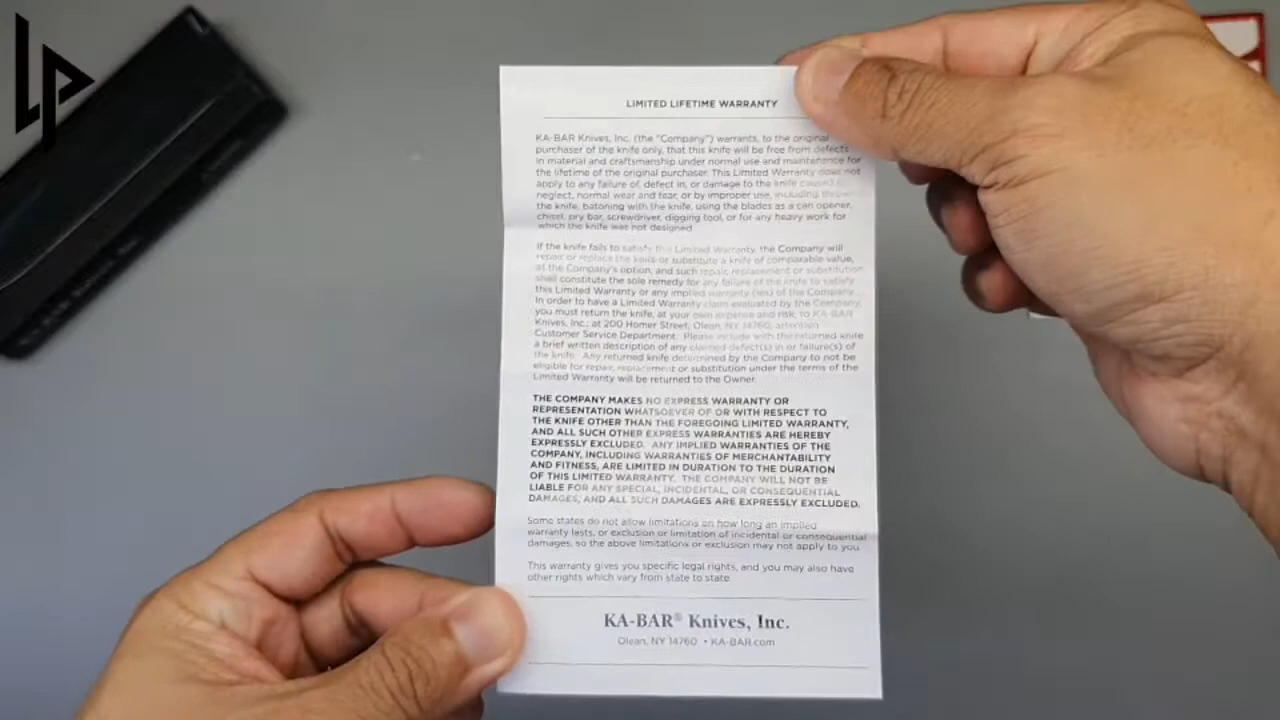 LP
LIMITED LIFETIME WARRANTY
KA-BAR Knives, Inc. (the "Company") warrants, to the original
purchaser of the knife only, that this knife will be free from defects
in material and craftsmanship under normal use and maintenance for
the lifetime of the original purchaser. This Limited Warranty does not
apply to any failure of, defect in, or damage to the knife caused
neglect, normal wear and tear, or by improper use, including
the knife, batoning with the knife, using the blades as a can opener,
chisel, pry bar, screwdriver, digging tool, or for any heavy work for
which the knife was not designed.
If the knife fails to satisfy this Limited Warranty, the Company will
repair or replace the knife or substitute a knife of comparable value,
at the Company's option, and such repair, replacement or substitution
shall constitute the sole remedy for any failure of the knife to satisfy
this Limited Warranty or any implied warranty (ies) of the Company.
In order to have a Limited Warranty claim evaluated by the Company,
you must return the knife, at your own expense and risk, to KA-BAR
Knives, Inc.; at 200 Homer Street, Olean, NY 14760, attention
Customer Service Department. Please include with the returned knife
a brief written description of any claimed defect(s) in or failure(s) of
the knife. Any returned knife determined by the Company to not be
eligible for repair, replacement or substitution under the terms of the
Limited Warranty will be returned to the Owner.
THE COMPANY MAKES NO EXPRESS WARRANTY OR
REPRESENTATION WHATSOEVER OF OR WITH RESPECT TO
THE KNIFE OTHER THAN THE FOREGOING LIMITED WARRANTY,
AND ALL SUCH OTHER EXPRESS WARRANTIES ARE HEREBY
EXPRESSLY EXCLUDED. ANY IMPLIED WARRANTIES OF THE
COMPANY, INCLUDING WARRANTIES OF MERCHANTABILITY
AND FITNESS, ARE LIMITED IN DURATION TO THE DURATION
OF THIS LIMITED WARRANTY. THE COMPANY WILL NOT BE
LIABLE FOR ANY SPECIAL, INCIDENTAL, OR CONSEQUENTIAL
DAMAGES, AND ALL SUCH DAMAGES ARE EXPRESSLY EXCLUDED.
Some states do not allow limitations on how long an implied
warranty lasts, or exclusion or limitation of incidental or consequential
damages, so the above limitations or exclusion may not apply to you.
This warranty gives you specific legal rights, and you may also have
other rights which vary from state to state.
KA-BAR® Knives, Inc.
Olean, NY 14760 • KA-BAR.com